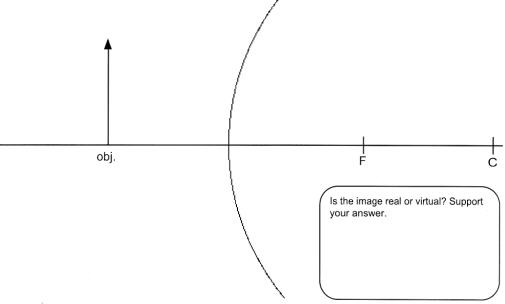 obj.
F
C
Is the image real or virtual? Support
your answer.